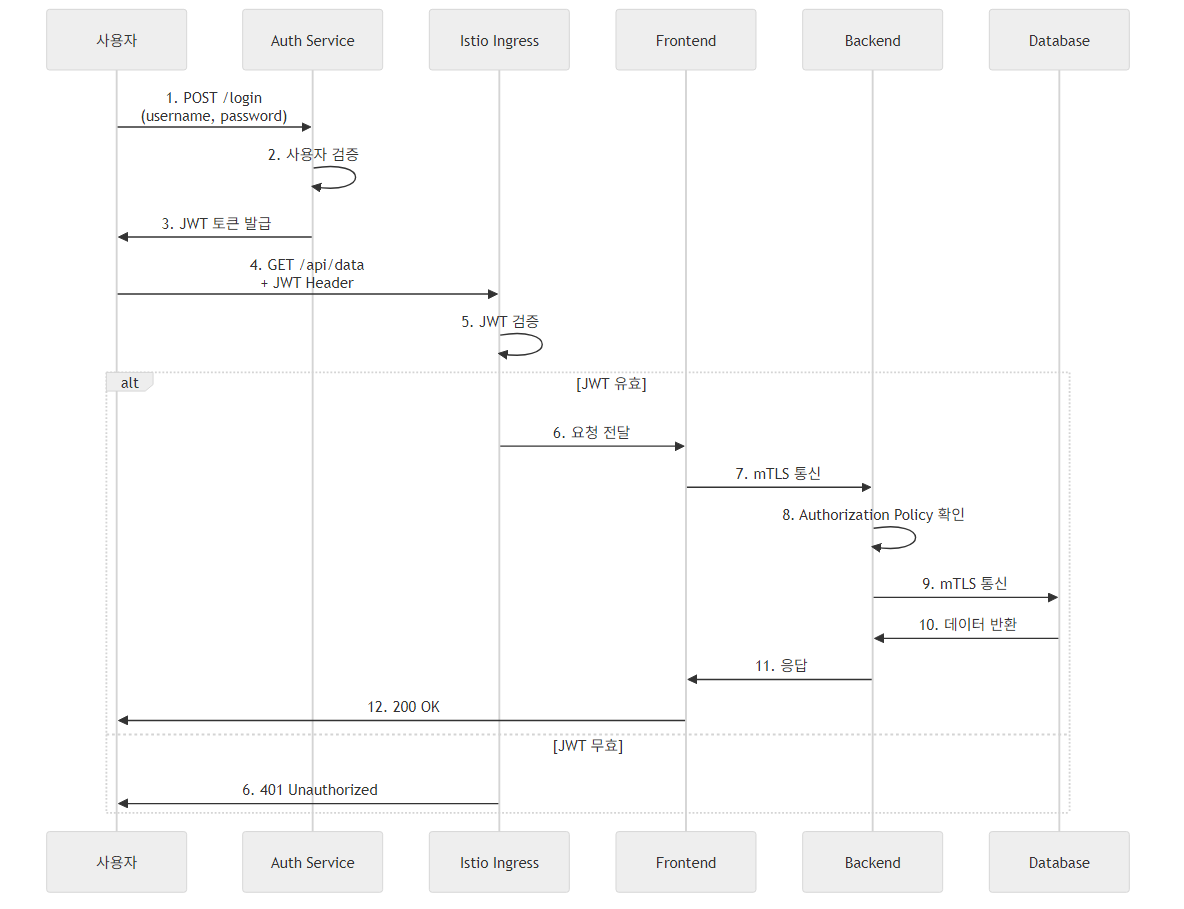 사용자
Auth Service
Istio Ingress
Frontend
Backend
Database
1. POST /login
(username, password)
2. 사용자 검증
3. JWT 토큰 발급
4. GET /api/data
+ JWT Header
5. JWT 검증
alt
[JWT 유효]
6. 요청 전달
7. mTLS 통신
8. Authorization Policy 확인
9. mTLS 통신
10. 데이터 반환
11. 응답
12. 200 OK
[JWT 무효]
6. 401 Unauthorized
사용자
Auth Service
Istio Ingress
Frontend
Backend
Database